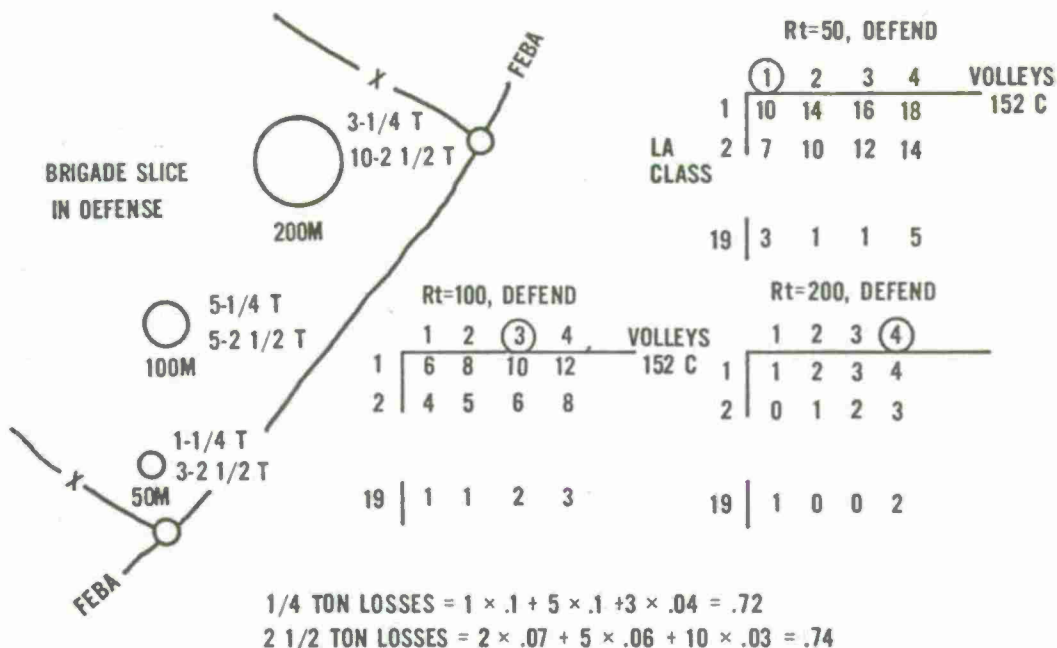 FEBA
X
BRIGADE SLICE
IN DEFENSE
3-1/4 T
10-2 1/2 T
200M
5-1/4 T
5-2 1/2 T
100M
1-1/4 T
3-2 1/2 T
50M
X
FEBA
Rt=50, DEFEND
1 2 3 4 VOLLEYS
152 C
1 10 14 16 18
LA CLASS
2 7 10 12 14
19 3 1 1 5
Rt=100, DEFEND
1 2 3 4 VOLLEYS
152 C
1 6 8 10 12
2 4 5 6 8
19 1 1 2 3
Rt=200, DEFEND
1 2 3 4
1 1 2 3 4
2 0 1 2 3
19 1 0 0 2
1/4 TON LOSSES = 1 × .1 + 5 × .1 +3 × .04 = .72
2 1/2 TON LOSSES = 2 × .07 + 5 × .06 + 10 × .03 = .74